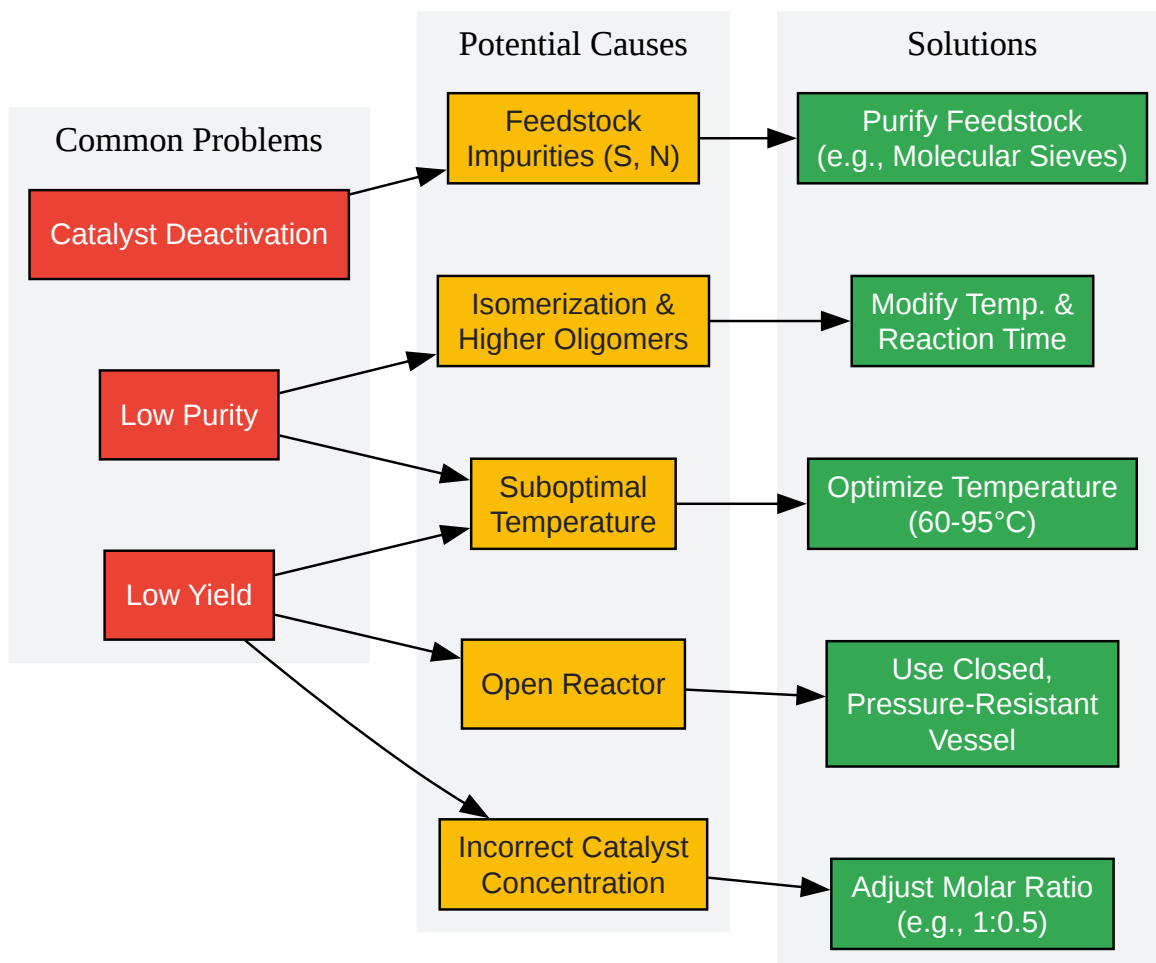 Common Problems
Catalyst Deactivation
Low Purity
Low Yield
Potential Causes
Feedstock
Impurities (S, N)
Isomerization &
Higher Oligomers
Suboptimal
Temperature
Open Reactor
Incorrect Catalyst
Concentration
Solutions
Purify Feedstock
(e.g., Molecular Sieves)
Modify Temp. &
Reaction Time
Optimize Temperature
(60-95°C)
Use Closed,
Pressure-Resistant
Vessel
Adjust Molar Ratio
(e.g., 1:0.5)